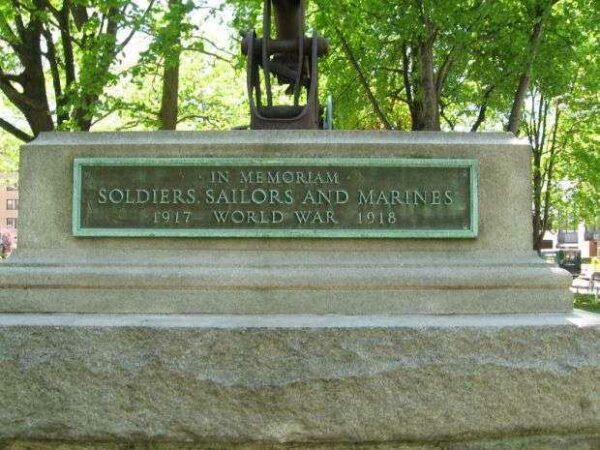 · IN MEMORIAM ·
SOLDIERS, SAILORS AND MARINES
1917 WORLD WAR 1918